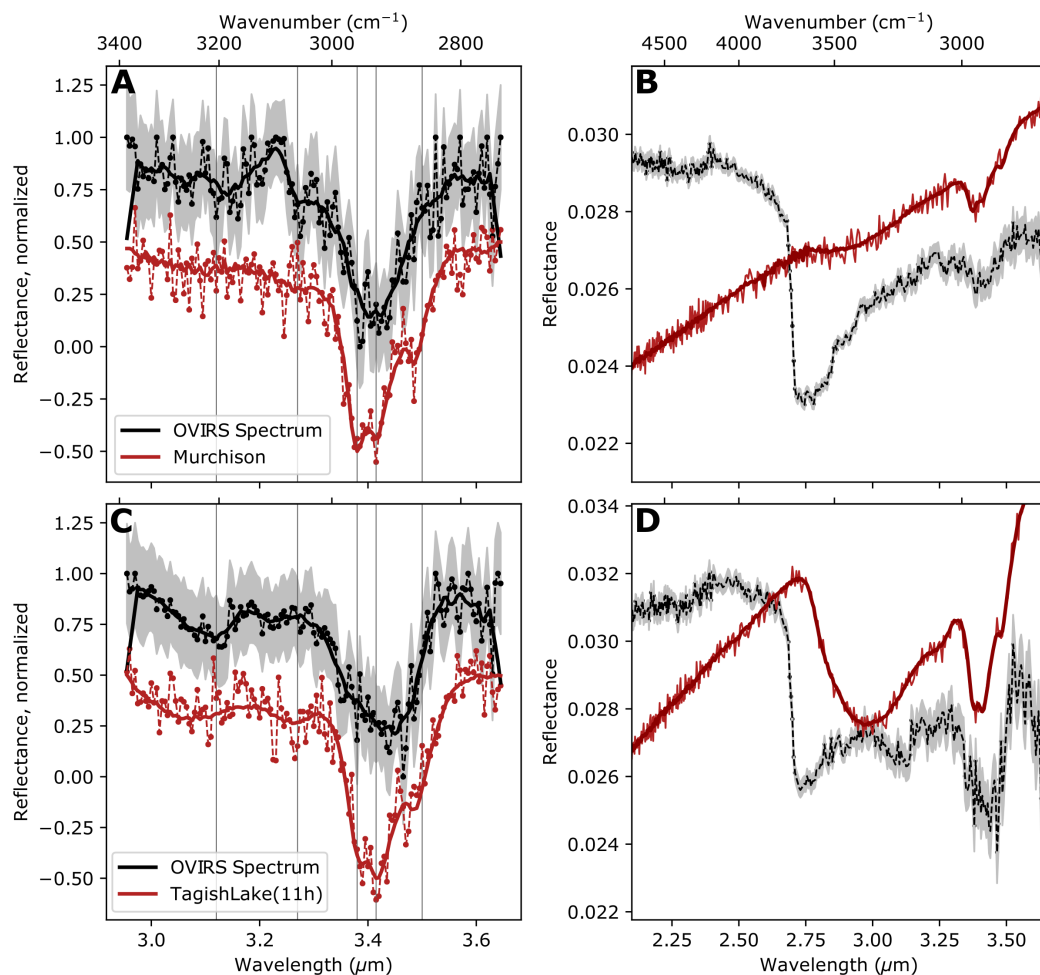 Wavenumber (cm⁻¹)
Wavenumber (cm⁻¹)
3400 3200 3000 2800
4500 4000 3500 3000
A
B
Reflectance, normalized
1.25
1.00
0.75
0.50
0.25
0.00
−0.25
−0.50
OVIRS Spectrum
Murchison
Reflectance
0.030
0.028
0.026
0.024
0.022
C
D
Reflectance, normalized
1.25
1.00
0.75
0.50
0.25
0.00
−0.25
−0.50
OVIRS Spectrum
TagishLake(11h)
Reflectance
0.034
0.032
0.030
0.028
0.026
0.024
0.022
3.0 3.2 3.4 3.6
2.25 2.50 2.75 3.00 3.25 3.50
Wavelength (μm)
Wavelength (μm)